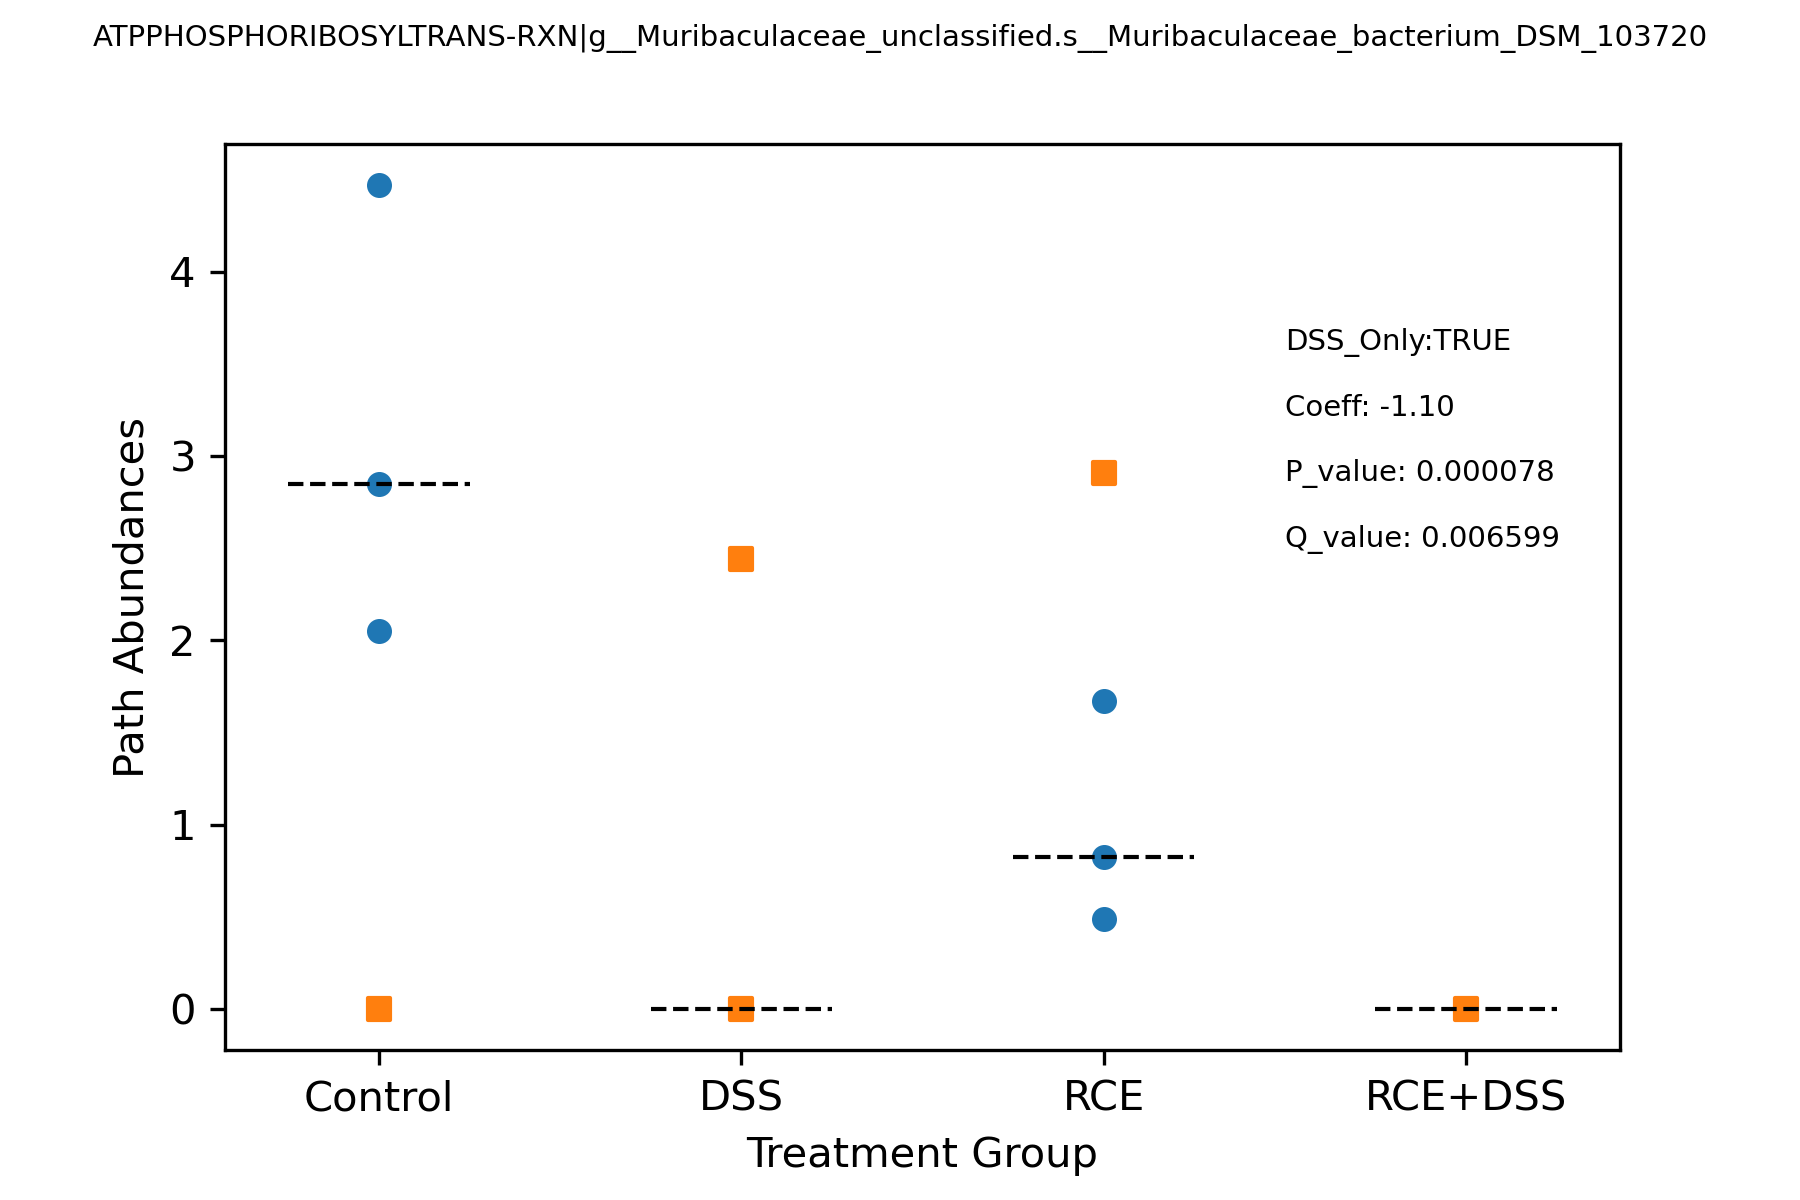 ATPPHOSPHORIBOSYLTRANS-RXN|g__Muribaculaceae_unclassified.s__Muribaculaceae_bacterium_DSM_103720
4
3
2
1
0
Path Abundances
DSS_Only:TRUE
Coeff: -1.10
P_value: 0.000078
Q_value: 0.006599
Control
DSS
RCE
RCE+DSS
Treatment Group